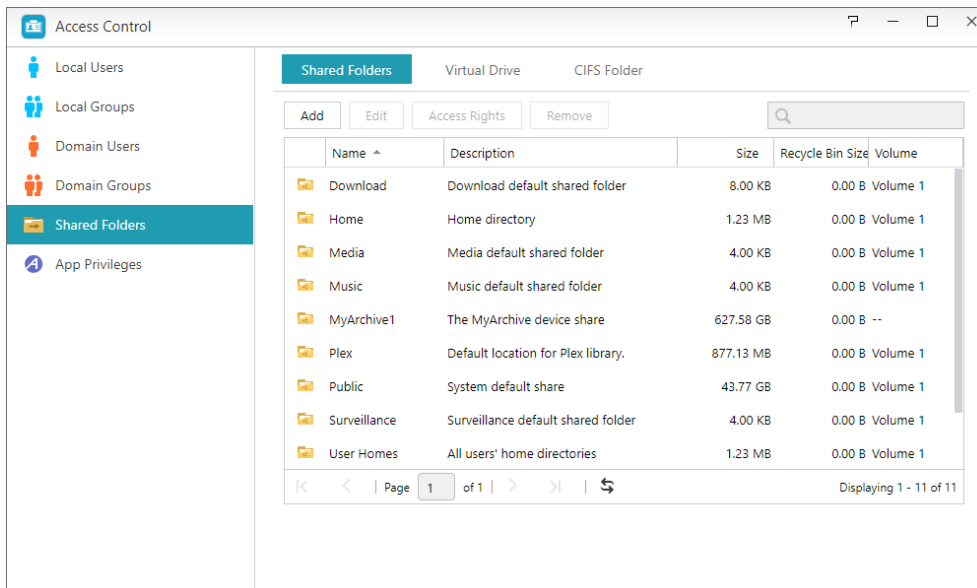 Access Control
Local Users
Local Groups
Domain Users
Domain Groups
Shared Folders
App Privileges
Shared Folders Virtual Drive CIFS Folder
Add Edit Access Rights Remove
Name Description Size Recycle Bin Size Volume
Download Download default shared folder 8.00 KB 0.00 B Volume 1
Home Home directory 1.23 MB 0.00 B Volume 1
Media Media default shared folder 4.00 KB 0.00 B Volume 1
Music Music default shared folder 4.00 KB 0.00 B Volume 1
MyArchive1 The MyArchive device share 627.58 GB 0.00 B --
Plex Default location for Plex library. 877.13 MB 0.00 B Volume 1
Public System default share 43.77 GB 0.00 B Volume 1
Surveillance Surveillance default shared folder 4.00 KB 0.00 B Volume 1
User Homes All users' home directories 1.23 MB 0.00 B Volume 1
Page 1 of 1 Displaying 1 - 11 of 11